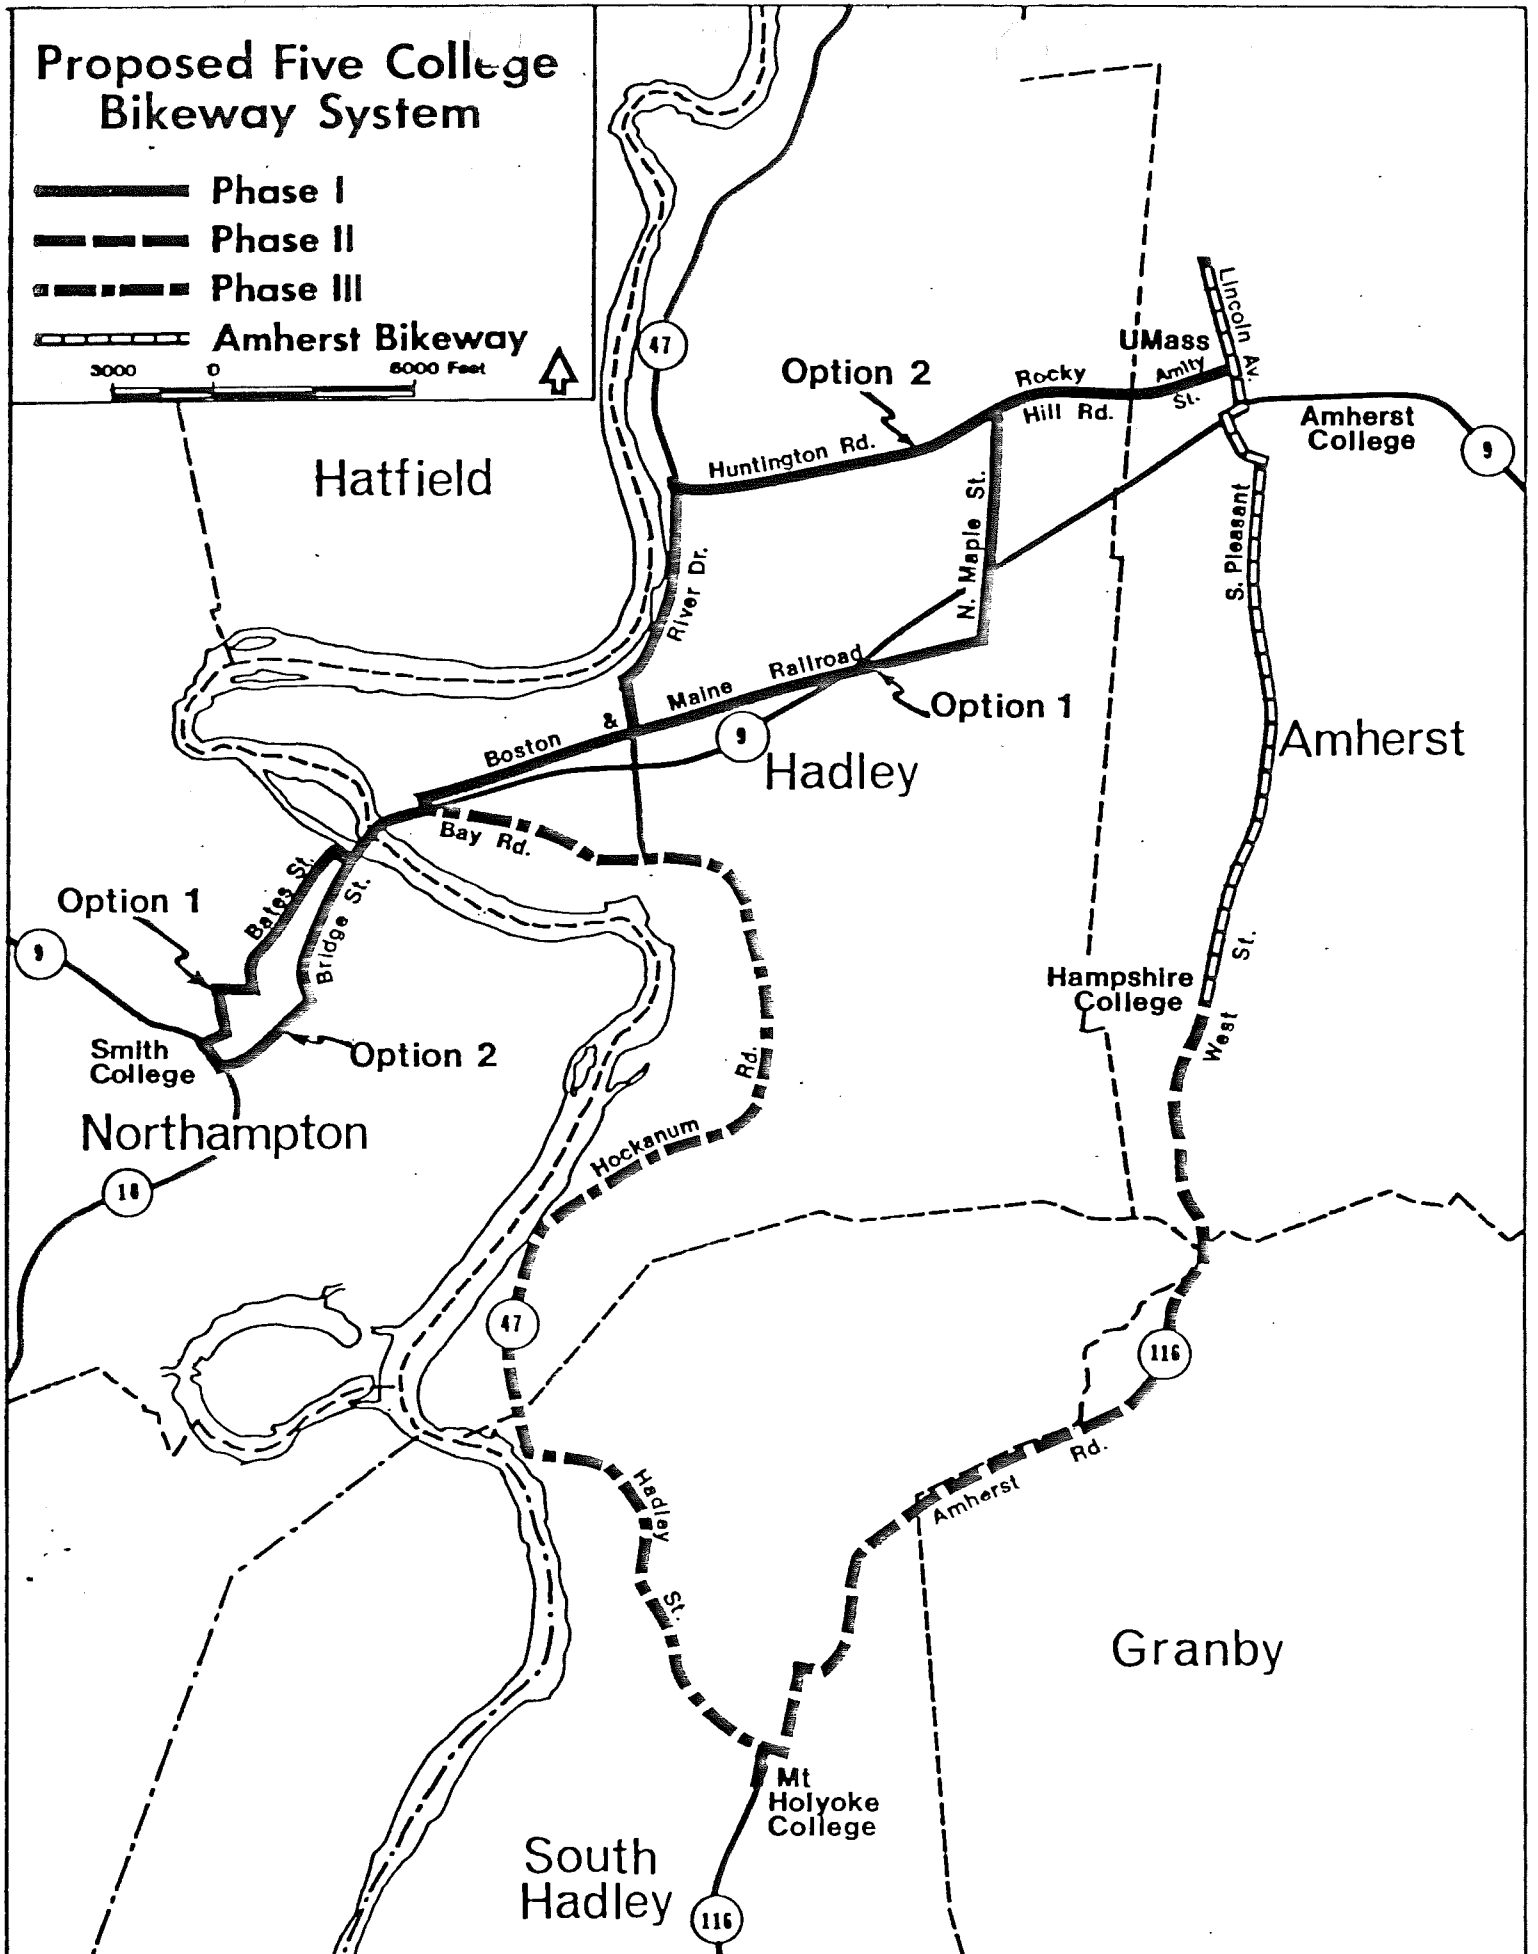 Proposed Five College
Bikeway System
Phase I
Phase II
Phase III
Amherst Bikeway
3000 0 6000 Feet
47
Lincoln Av.
UMass
Option 2
Rocky
Hill Rd.
Amity
St.
Amherst
College
9
Huntington Rd.
Hatfield
N. Maple St.
S. Pleasant
River Dr.
Boston & Maine Railroad
Option 1
9
Hadley
Amherst
Bay Rd.
Bates St.
Option 1
Bridge St.
9
St.
Hampshire
College
West
Smith
College
Option 2
Rd.
Northampton
Hockanum
10
47
116
Rd.
Amherst
Hadley
St.
Granby
Mt
Holyoke
College
South
Hadley
116